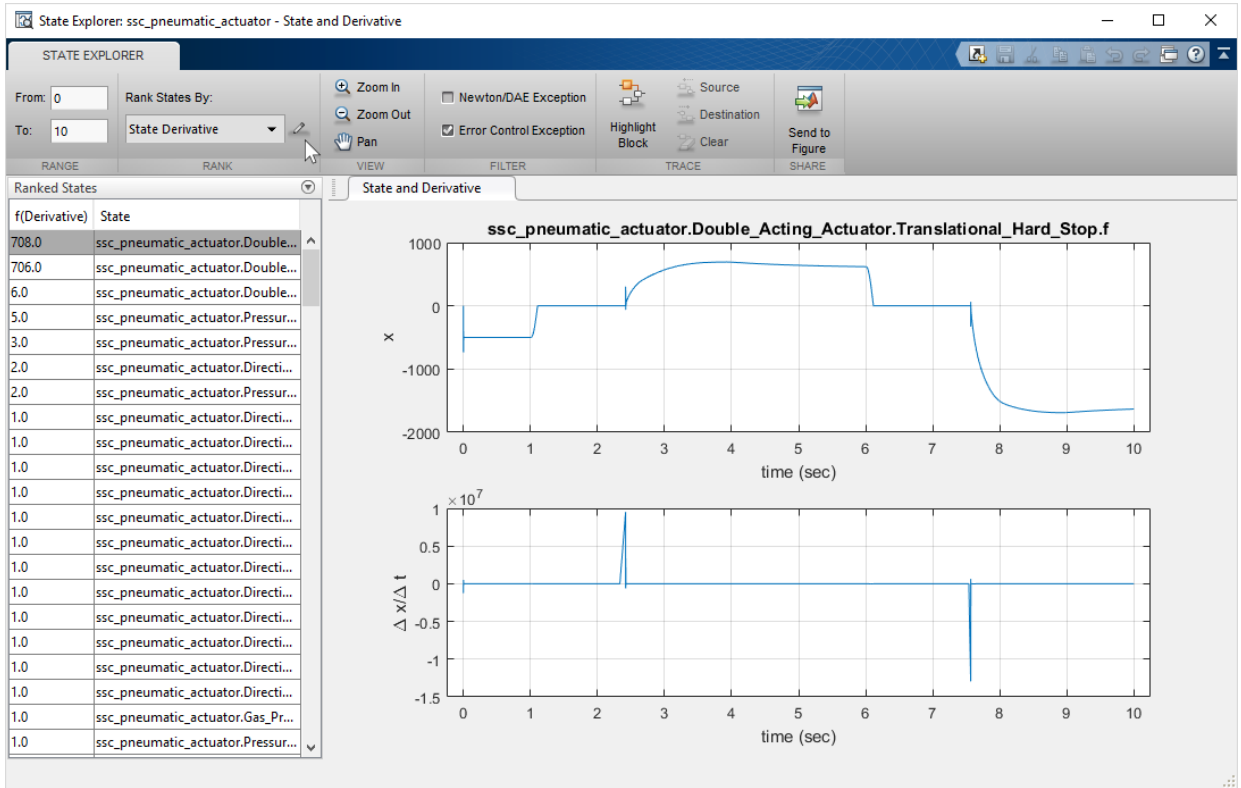 State Explorer: ssc_pneumatic_actuator - State and Derivative
STATE EXPLORER
From: 0
To: 10
RANGE
Rank States By:
State Derivative
RANK
Zoom In
Zoom Out
Pan
VIEW
Newton/DAE Exception
Error Control Exception
FILTER
Highlight
Block
Source
Destination
Clear
TRACE
Send to
Figure
SHARE
Ranked States
f(Derivative) State
708.0 ssc_pneumatic_actuator.Double...
706.0 ssc_pneumatic_actuator.Double...
6.0 ssc_pneumatic_actuator.Double...
5.0 ssc_pneumatic_actuator.Pressur...
3.0 ssc_pneumatic_actuator.Pressur...
2.0 ssc_pneumatic_actuator.Directi...
2.0 ssc_pneumatic_actuator.Pressur...
1.0 ssc_pneumatic_actuator.Directi...
1.0 ssc_pneumatic_actuator.Directi...
1.0 ssc_pneumatic_actuator.Directi...
1.0 ssc_pneumatic_actuator.Directi...
1.0 ssc_pneumatic_actuator.Directi...
1.0 ssc_pneumatic_actuator.Directi...
1.0 ssc_pneumatic_actuator.Directi...
1.0 ssc_pneumatic_actuator.Directi...
1.0 ssc_pneumatic_actuator.Directi...
1.0 ssc_pneumatic_actuator.Directi...
1.0 ssc_pneumatic_actuator.Directi...
1.0 ssc_pneumatic_actuator.Directi...
1.0 ssc_pneumatic_actuator.Gas_Pr...
1.0 ssc_pneumatic_actuator.Pressur...
State and Derivative
ssc_pneumatic_actuator.Double_Acting_Actuator.Translational_Hard_Stop.f
1000
0
-1000
-2000
x
0 1 2 3 4 5 6 7 8 9 10
time (sec)
×10⁷
1
0.5
0
-0.5
-1
-1.5
Δ x/Δ t
0 1 2 3 4 5 6 7 8 9 10
time (sec)